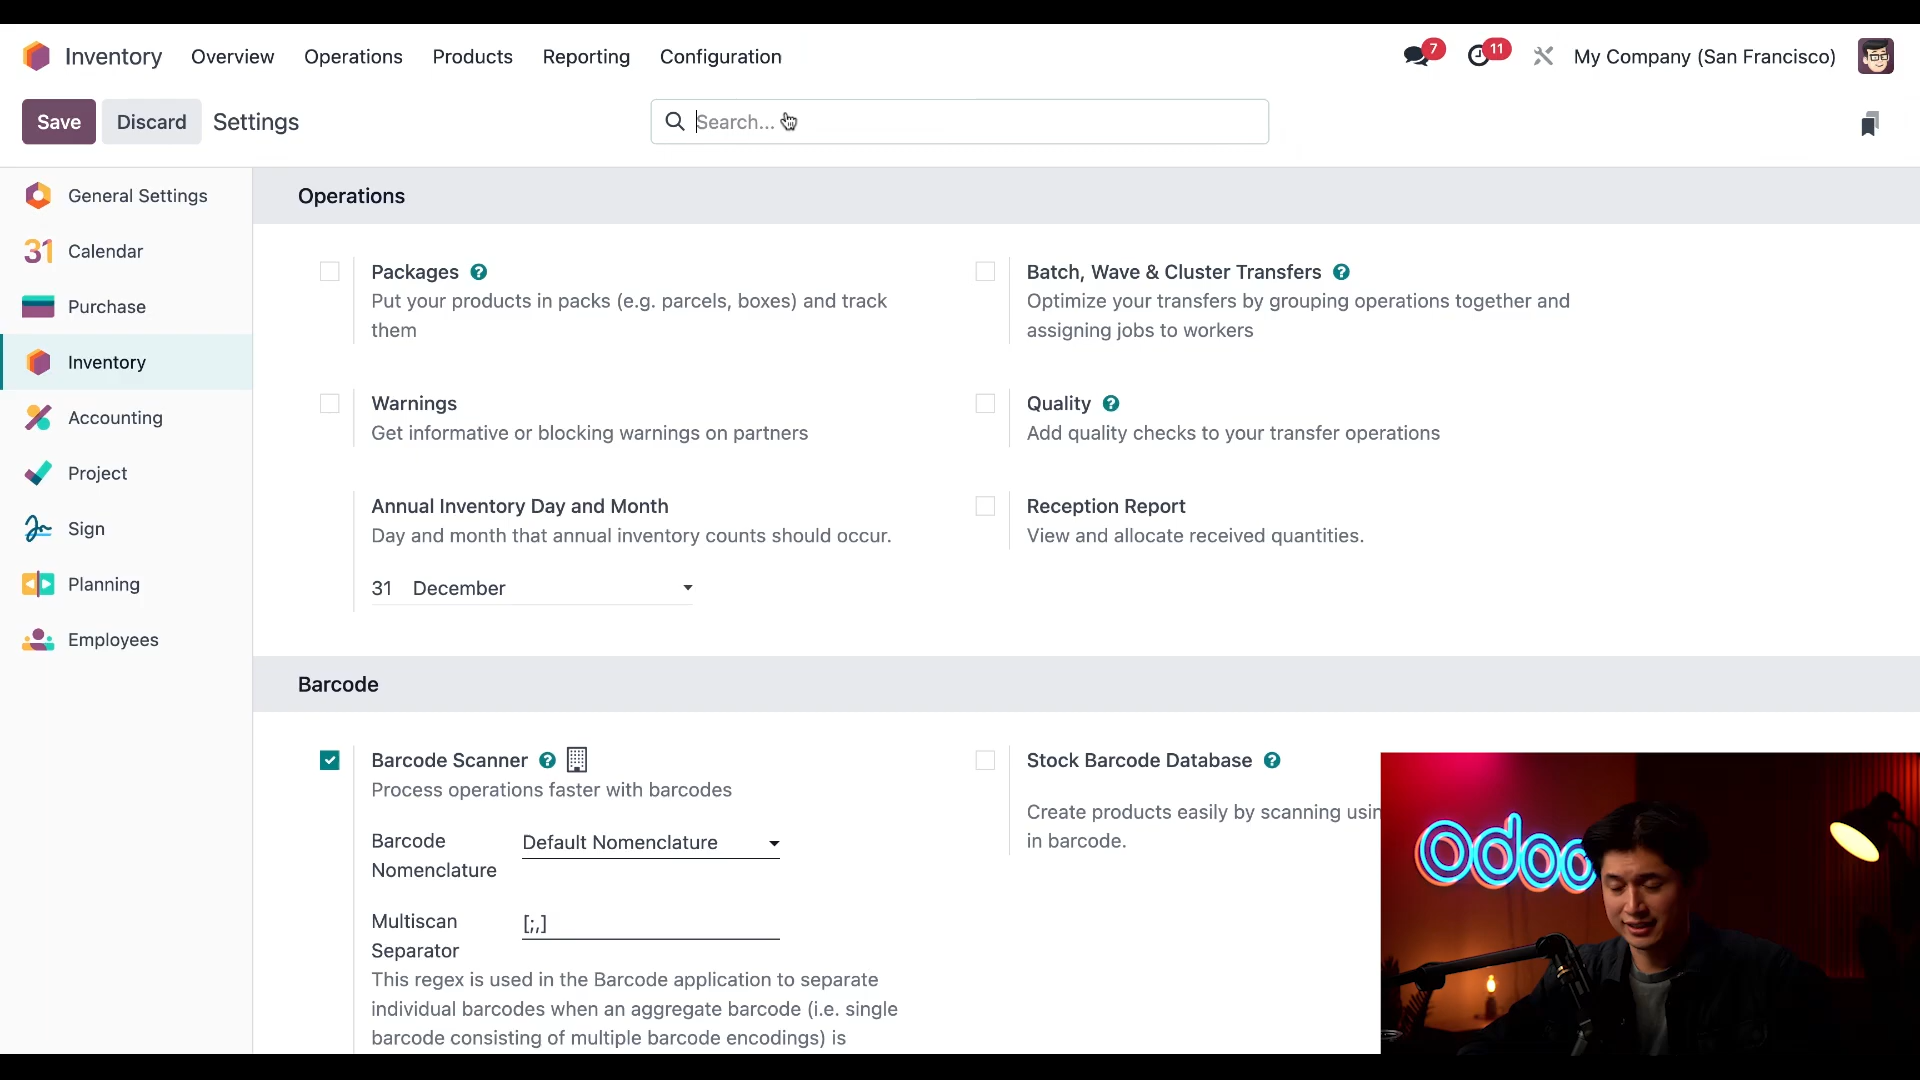 Inventory Overview Operations Products Reporting Configuration 7 11 My Company (San Francisco)
Save Discard Settings Search...
General Settings
31 Calendar
Purchase
Inventory
Accounting
Project
Sign
Planning
Employees
Operations
Packages ?
Put your products in packs (e.g. parcels, boxes) and track
them
Batch, Wave & Cluster Transfers ?
Optimize your transfers by grouping operations together and
assigning jobs to workers
Warnings
Get informative or blocking warnings on partners
Quality ?
Add quality checks to your transfer operations
Annual Inventory Day and Month
Day and month that annual inventory counts should occur.
31 December
Reception Report
View and allocate received quantities.
Barcode
Barcode Scanner ?
Process operations faster with barcodes
Barcode
Nomenclature
Default Nomenclature
Multiscan
Separator
[;,]
This regex is used in the Barcode application to separate
individual barcodes when an aggregate barcode (i.e. single
barcode consisting of multiple barcode encodings) is
Stock Barcode Database ?
Create products easily by scanning
in barcode.
odoo